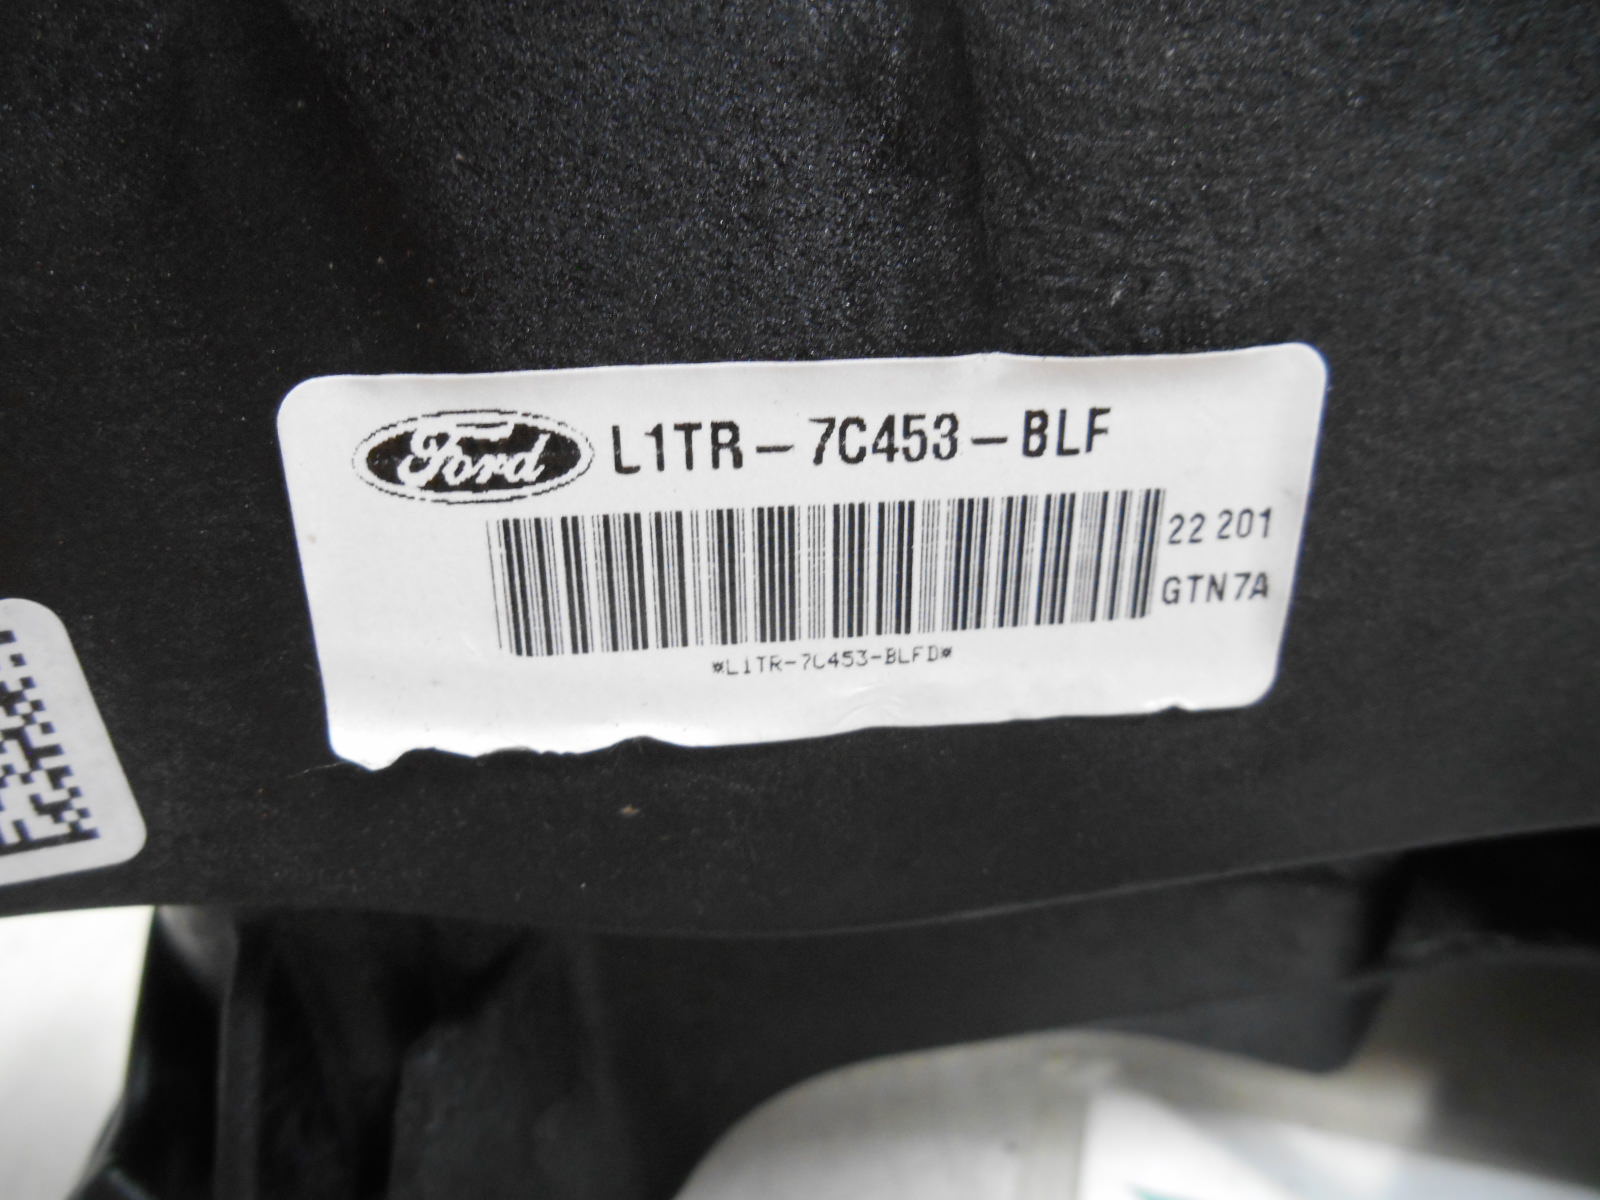 Ford L1TR-7C453-BLF
22 201
GTN7A
*L1TR-7C453-BLFD*